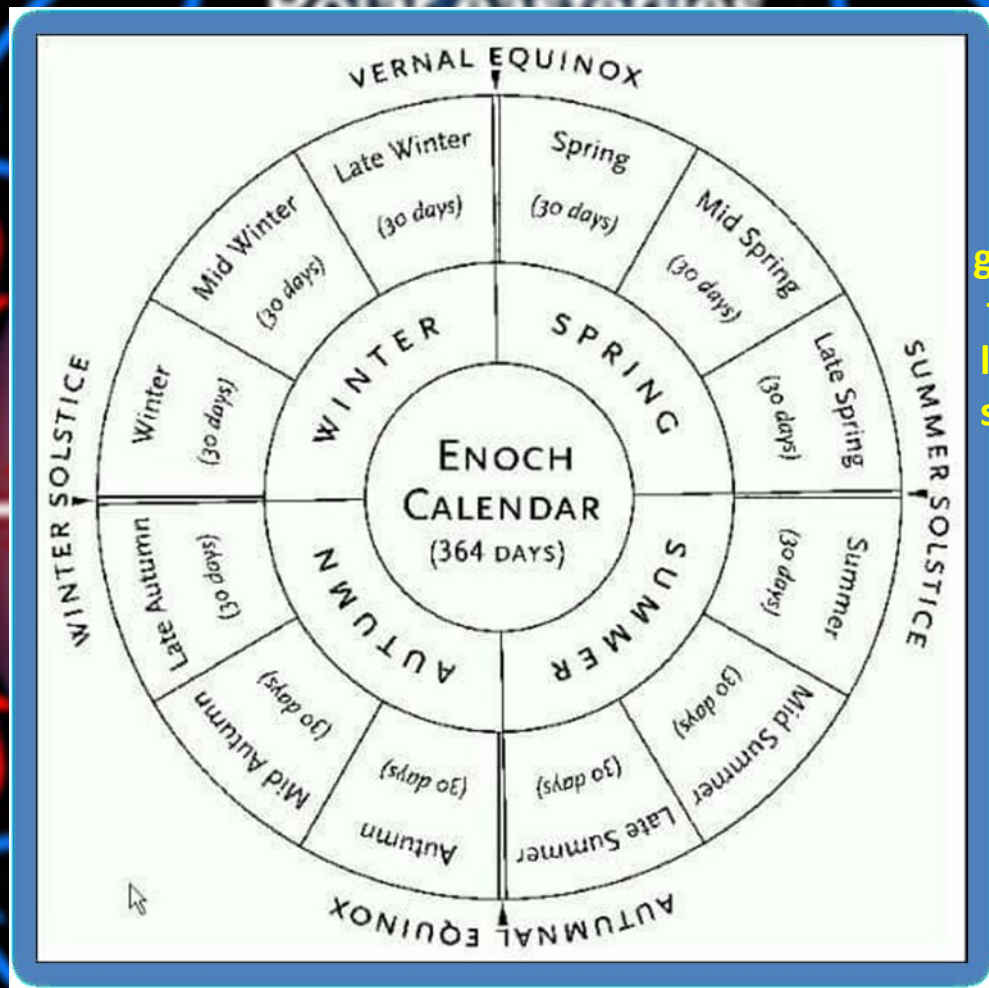 VERNAL EQUINOX
Late Winter
(30 days)
Spring
(30 days)
Mid Winter
(30 days)
Mid Spring
(30 days)
Winter
(30 days)
Late Spring
(30 days)
WINTER
SPRING
WINTER SOLSTICE
SUMMER SOLSTICE
ENOCH
CALENDAR
(364 DAYS)
Late Autumn
(30 days)
Summer
(30 days)
AUTUMN
SUMMER
Mid Autumn
(30 days)
Mid Summer
(30 days)
Autumn
(30 days)
Late Summer
(30 days)
AUTUMNAL EQUINOX